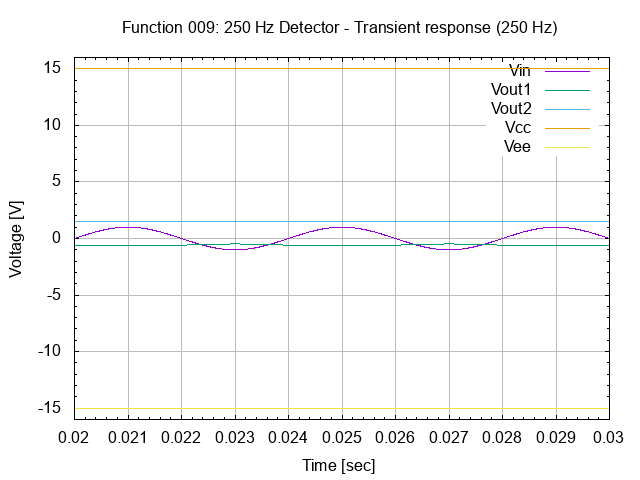 Function 009: 250 Hz Detector - Transient response (250 Hz)
15
10
5
0
-5
-10
-15
Voltage [V]
Vin
Vout1
Vout2
Vcc
Vee
0.02 0.021 0.022 0.023 0.024 0.025 0.026 0.027 0.028 0.029 0.03
Time [sec]